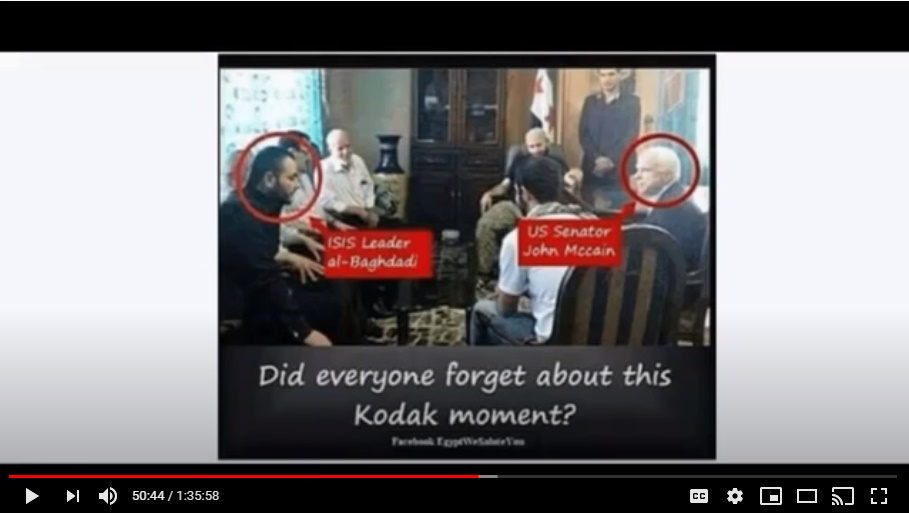 ISIS Leader
al-Baghdadi
US Senator
John Mccain
Did everyone forget about this
Kodak moment?
Facebook EgyptWeSaluteYou
50:44 / 1:35:58
CC